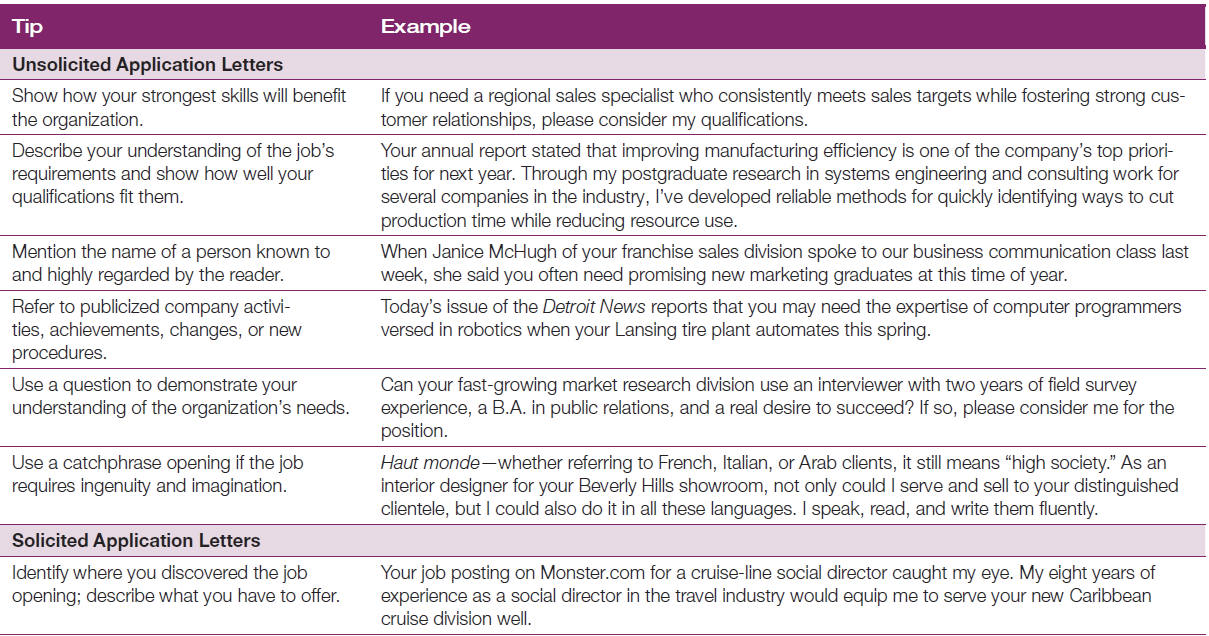 Tip Example
Unsolicited Application Letters
Show how your strongest skills will benefit
the organization.
If you need a regional sales specialist who consistently meets sales targets while fostering strong cus-
tomer relationships, please consider my qualifications.
Describe your understanding of the job's
requirements and show how well your
qualifications fit them.
Your annual report stated that improving manufacturing efficiency is one of the company's top priori-
ties for next year. Through my postgraduate research in systems engineering and consulting work for
several companies in the industry, I've developed reliable methods for quickly identifying ways to cut
production time while reducing resource use.
Mention the name of a person known to
and highly regarded by the reader.
When Janice McHugh of your franchise sales division spoke to our business communication class last
week, she said you often need promising new marketing graduates at this time of year.
Refer to publicized company activi-
ties, achievements, changes, or new
procedures.
Today's issue of the Detroit News reports that you may need the expertise of computer programmers
versed in robotics when your Lansing tire plant automates this spring.
Use a question to demonstrate your
understanding of the organization's needs.
Can your fast-growing market research division use an interviewer with two years of field survey
experience, a B.A. in public relations, and a real desire to succeed? If so, please consider me for the
position.
Use a catchphrase opening if the job
requires ingenuity and imagination.
Haut monde—whether referring to French, Italian, or Arab clients, it still means “high society.” As an
interior designer for your Beverly Hills showroom, not only could I serve and sell to your distinguished
clientele, but I could also do it in all these languages. I speak, read, and write them fluently.
Solicited Application Letters
Identify where you discovered the job
opening; describe what you have to offer.
Your job posting on Monster.com for a cruise-line social director caught my eye. My eight years of
experience as a social director in the travel industry would equip me to serve your new Caribbean
cruise division well.